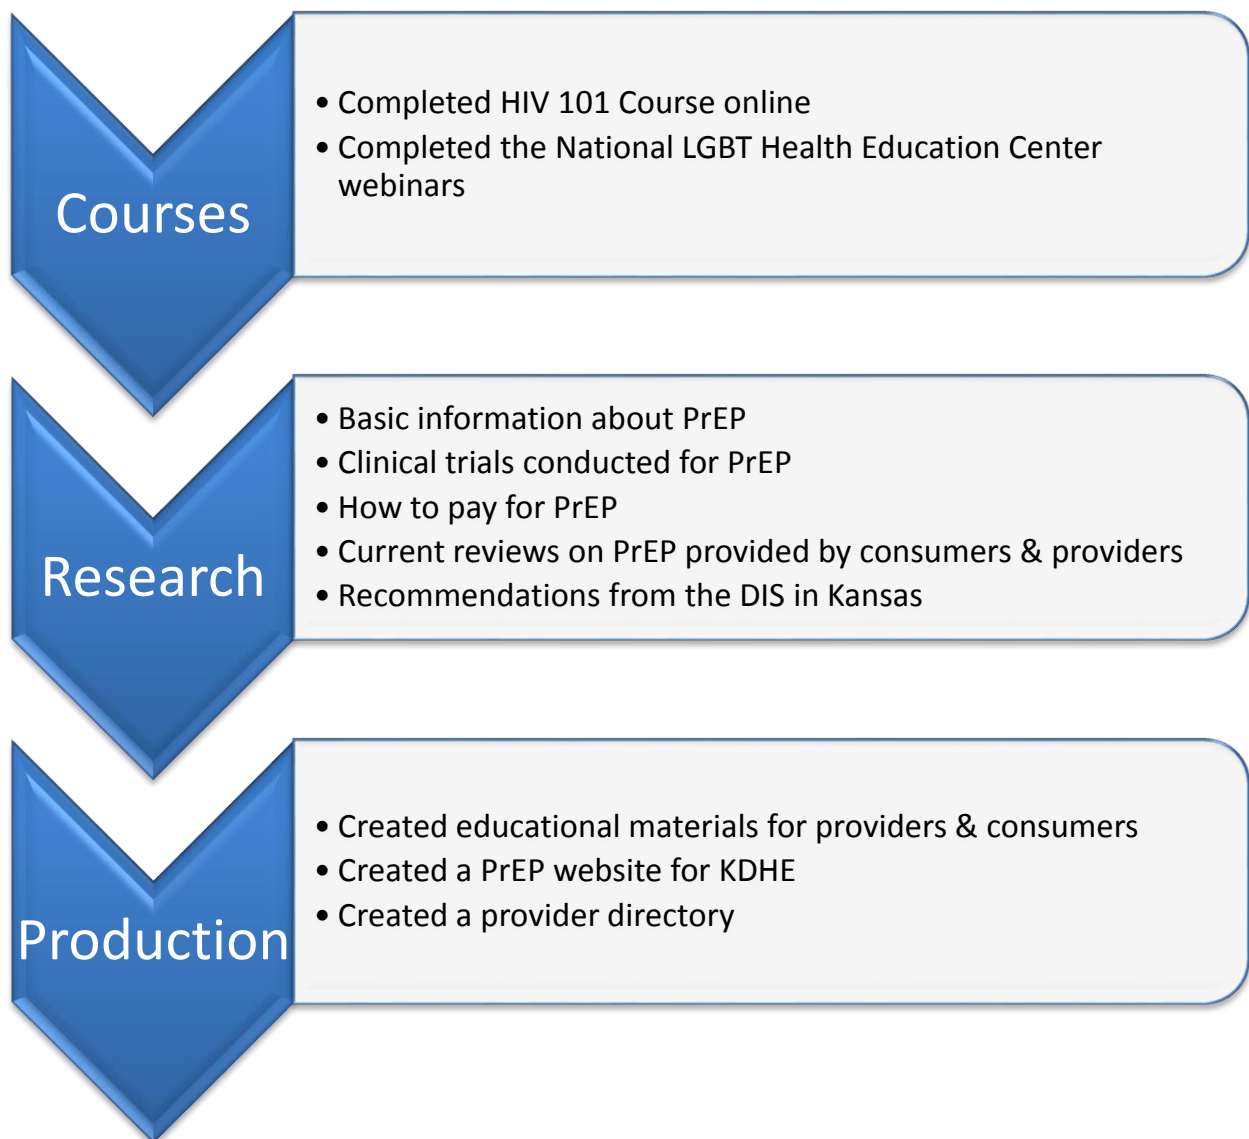 Courses
• Completed HIV 101 Course online
• Completed the National LGBT Health Education Center
webinars
Research
• Basic information about PrEP
• Clinical trials conducted for PrEP
• How to pay for PrEP
• Current reviews on PrEP provided by consumers & providers
• Recommendations from the DIS in Kansas
Production
• Created educational materials for providers & consumers
• Created a PrEP website for KDHE
• Created a provider directory